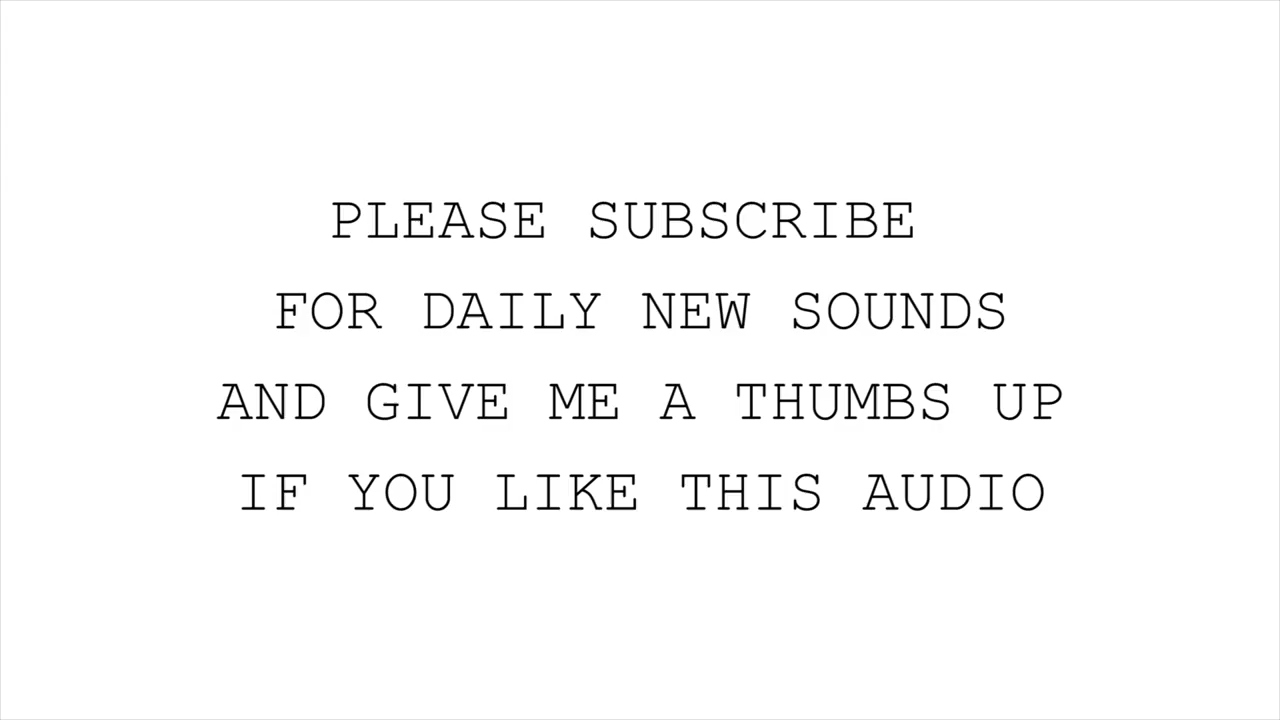 PLEASE SUBSCRIBE
FOR DAILY NEW SOUNDS
AND GIVE ME A THUMBS UP
IF YOU LIKE THIS AUDIO